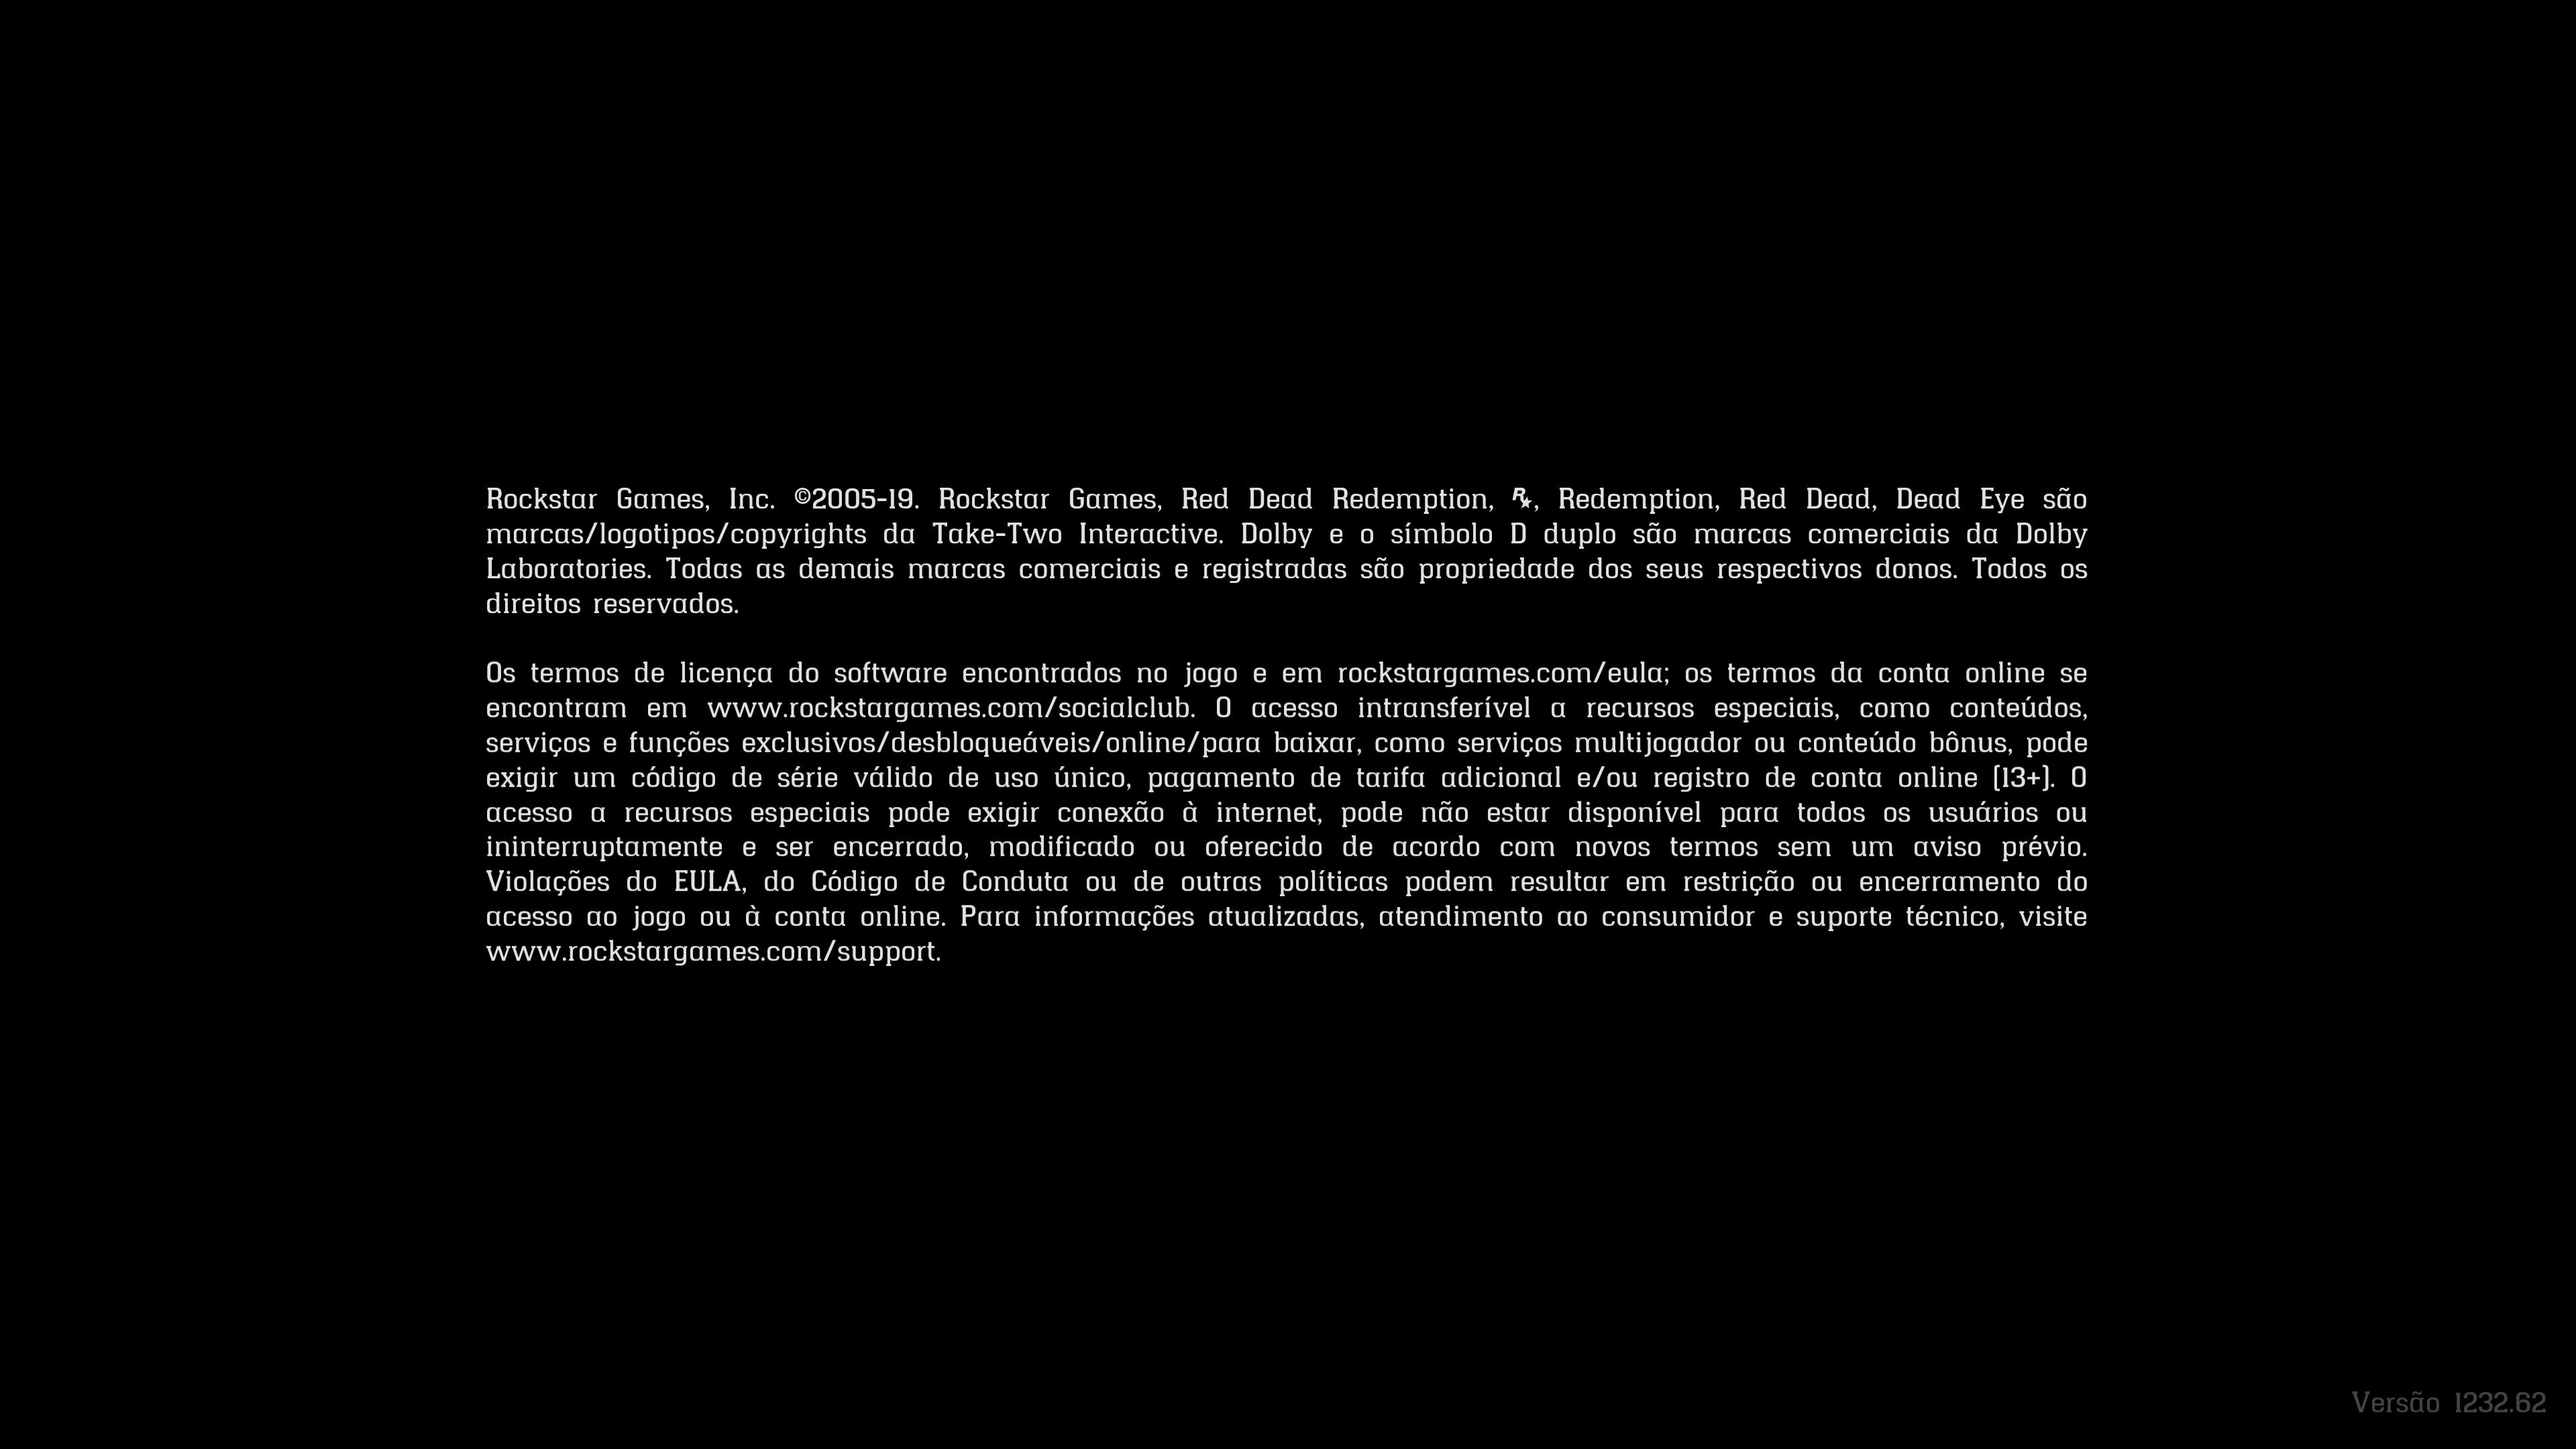 Rockstar Games, Inc. ©2005-19. Rockstar Games, Red Dead Redemption, R★, Redemption, Red Dead, Dead Eye são
marcas/logotipos/copyrights da Take-Two Interactive. Dolby e o símbolo D duplo são marcas comerciais da Dolby
Laboratories. Todas as demais marcas comerciais e registradas são propriedade dos seus respectivos donos. Todos os
direitos reservados.
Os termos de licença do software encontrados no jogo e em rockstargames.com/eula; os termos da conta online se
encontram em www.rockstargames.com/socialclub. O acesso intransferível a recursos especiais, como conteúdos,
serviços e funções exclusivos/desbloqueáveis/online/para baixar, como serviços multijogador ou conteúdo bônus, pode
exigir um código de série válido de uso único, pagamento de tarifa adicional e/ou registro de conta online (13+). O
acesso a recursos especiais pode exigir conexão à internet, pode não estar disponível para todos os usuários ou
ininterruptamente e ser encerrado, modificado ou oferecido de acordo com novos termos sem um aviso prévio.
Violações do EULA, do Código de Conduta ou de outras políticas podem resultar em restrição ou encerramento do
acesso ao jogo ou à conta online. Para informações atualizadas, atendimento ao consumidor e suporte técnico, visite
www.rockstargames.com/support.
Versão 1232.62